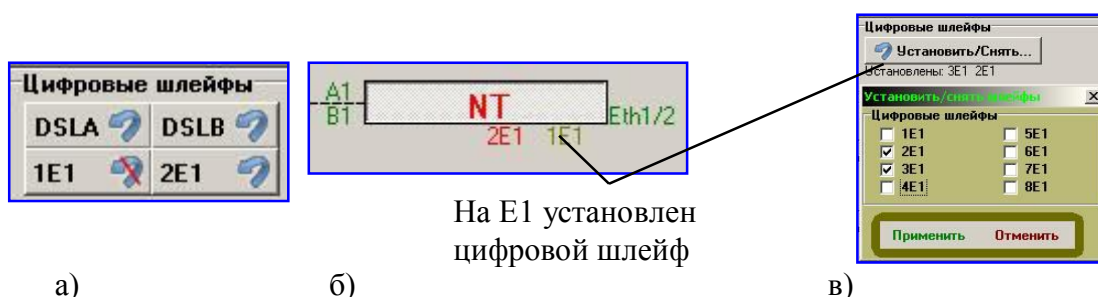 Цифровые шлейфы
DSLA DSLB
1E1 2E1
A1
B1
NT
Eth1/2
2E1 1E1
На E1 установлен
цифровой шлейф
Цифровые шлейфы
Установить/Снять...
Установлены: 3E1 2E1
Установить/снять шлейфы
Цифровые шлейфы
1E1 5E1
2E1 6E1
3E1 7E1
4E1 8E1
Применить Отменить
а) б) в)